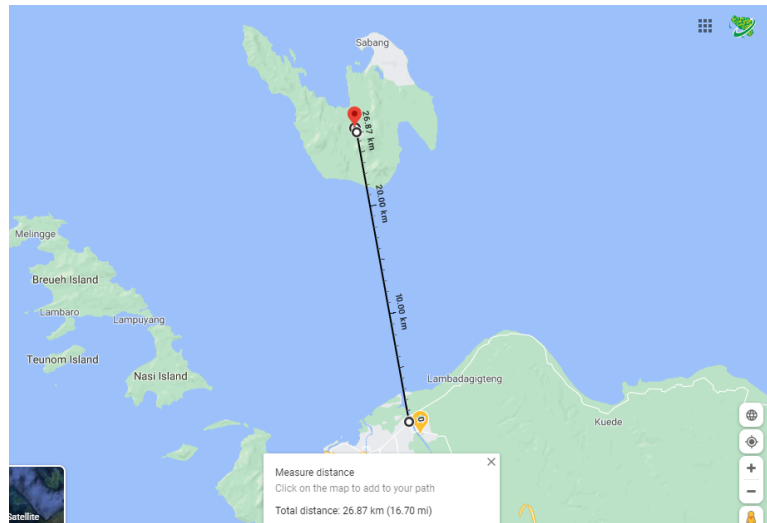 Sabang
26.87 km
20.00 km
Melingge
Breueh Island
Lambaro
Lampuyang
10.00 km
Teunom Island
Nasi Island
Lambadagigteng
Kuede
Measure distance
Click on the map to add to your path
Total distance: 26.87 km (16.70 mi)
Satellite